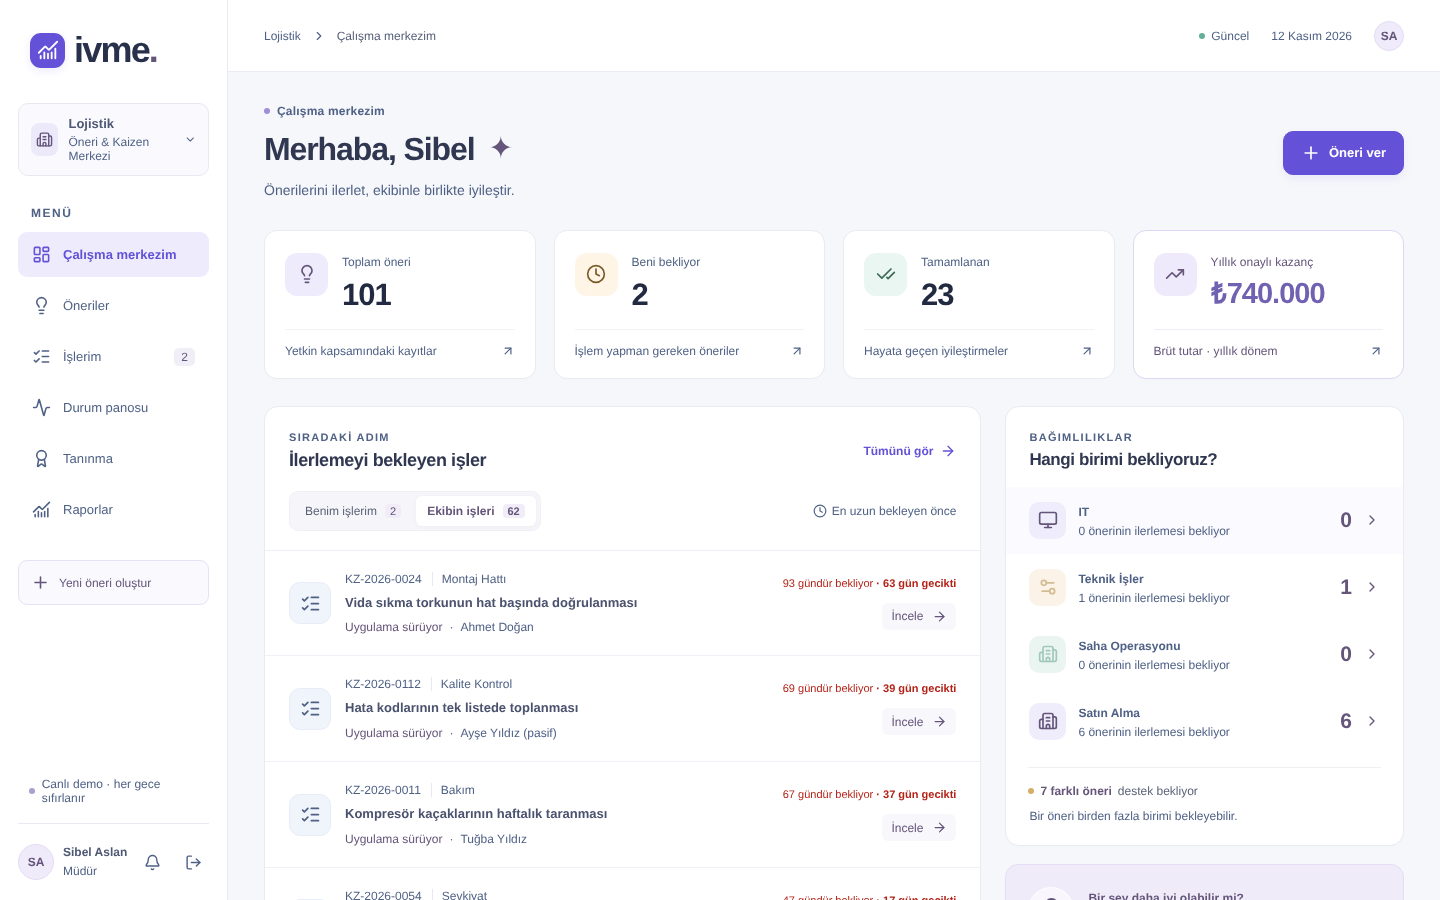 ivme.
Lojistik
Öneri & Kaizen
Merkezi
MENÜ
Çalışma merkezim
Öneriler
İşlerim 2
Durum panosu
Tanınma
Raporlar
Yeni öneri oluştur
Canlı demo · her gece
sıfırlanır
SA
Sibel Aslan
Müdür
Lojistik > Çalışma merkezim
Güncel 12 Kasım 2026 SA
Çalışma merkezim
Merhaba, Sibel
Önerilerini ilerlet, ekibinle birlikte iyileştir.
Öneri ver
Toplam öneri
101
Yetkin kapsamındaki kayıtlar
Beni bekliyor
2
İşlem yapman gereken öneriler
Tamamlanan
23
Hayata geçen iyileştirmeler
Yıllık onaylı kazanç
₺740.000
Brüt tutar · yıllık dönem
SIRADAKİ ADIM
İlerlemeyi bekleyen işler
Tümünü gör
Benim işlerim 2 Ekibin işleri 62
En uzun bekleyen önce
KZ-2026-0024 Montaj Hattı
Vida sıkma torkunun hat başında doğrulanması
Uygulama sürüyor · Ahmet Doğan
93 gündür bekliyor · 63 gün gecikti
İncele
KZ-2026-0112 Kalite Kontrol
Hata kodlarının tek listede toplanması
Uygulama sürüyor · Ayşe Yıldız (pasif)
69 gündür bekliyor · 39 gün gecikti
İncele
KZ-2026-0011 Bakım
Kompresör kaçaklarının haftalık taranması
Uygulama sürüyor · Tuğba Yıldız
67 gündür bekliyor · 37 gün gecikti
İncele
KZ-2026-0054 Sevkiyat
47 gündür bekliyor · 17 gün gecikti
BAĞIMLILIKLAR
Hangi birimi bekliyoruz?
IT
0 önerinin ilerlemesi bekliyor
0
Teknik İşler
1 önerinin ilerlemesi bekliyor
1
Saha Operasyonu
0 önerinin ilerlemesi bekliyor
0
Satın Alma
6 önerinin ilerlemesi bekliyor
6
7 farklı öneri destek bekliyor
Bir öneri birden fazla birimi bekleyebilir.
Bir şey daha iyi olabilir mi?